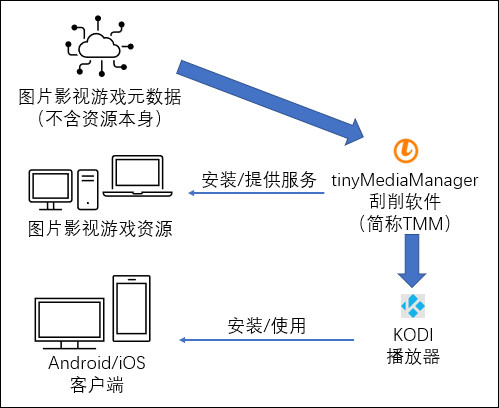 图片影视游戏元数据
（不含资源本身）
安装/提供服务
tinyMediaManager
刮削软件
（简称TMM）
图片影视游戏资源
安装/使用
KODI
播放器
Android/iOS
客户端